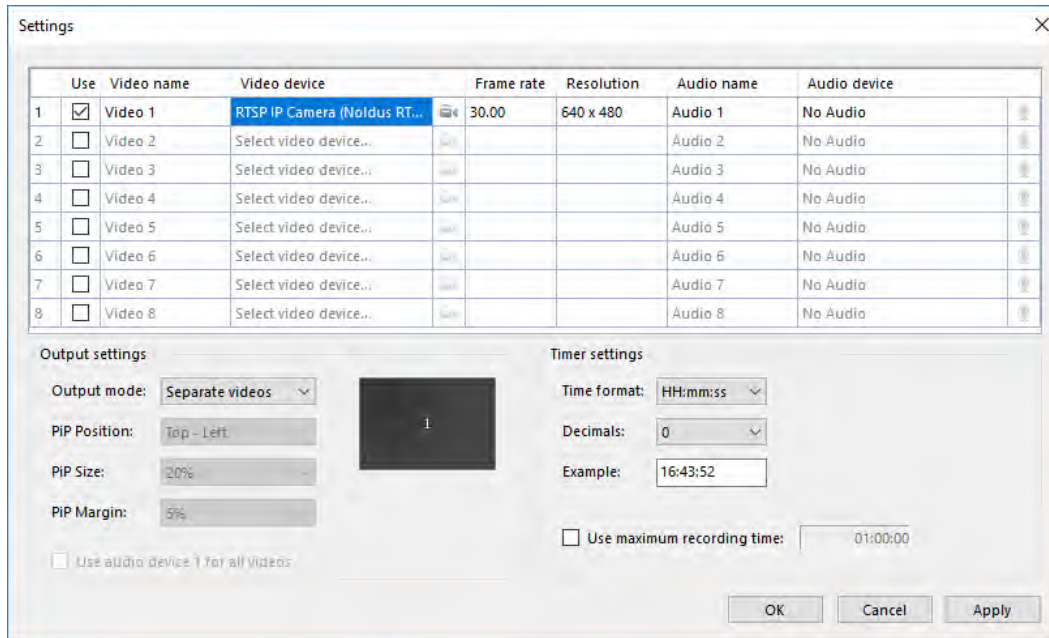 Settings
Use Video name Video device Frame rate Resolution Audio name Audio device
1 Video 1 RTSP IP Camera (Noldus RT... 30.00 640 x 480 Audio 1 No Audio
2 Video 2 Select video device... Audio 2 No Audio
3 Video 3 Select video device... Audio 3 No Audio
4 Video 4 Select video device... Audio 4 No Audio
5 Video 5 Select video device... Audio 5 No Audio
6 Video 6 Select video device... Audio 6 No Audio
7 Video 7 Select video device... Audio 7 No Audio
8 Video 8 Select video device... Audio 8 No Audio
Output settings
Output mode: Separate videos
PiP Position: Top - Left
PiP Size: 20%
PiP Margin: 5%
Use audio device 1 for all videos
1
Timer settings
Time format: HH:mm:ss
Decimals: 0
Example: 16:43:52
Use maximum recording time: 01:00:00
OK Cancel Apply